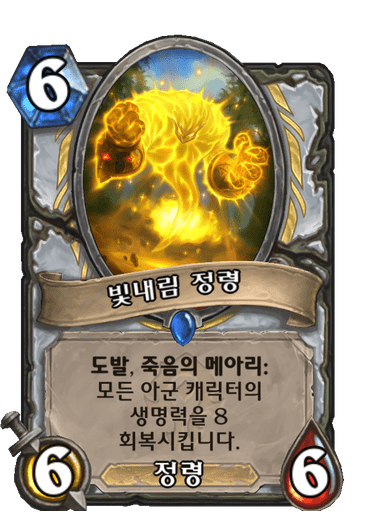 6
빛내림 정령
도발, 죽음의 메아리:
모든 아군 캐릭터의
생명력을 8
회복시킵니다.
6
정령
6